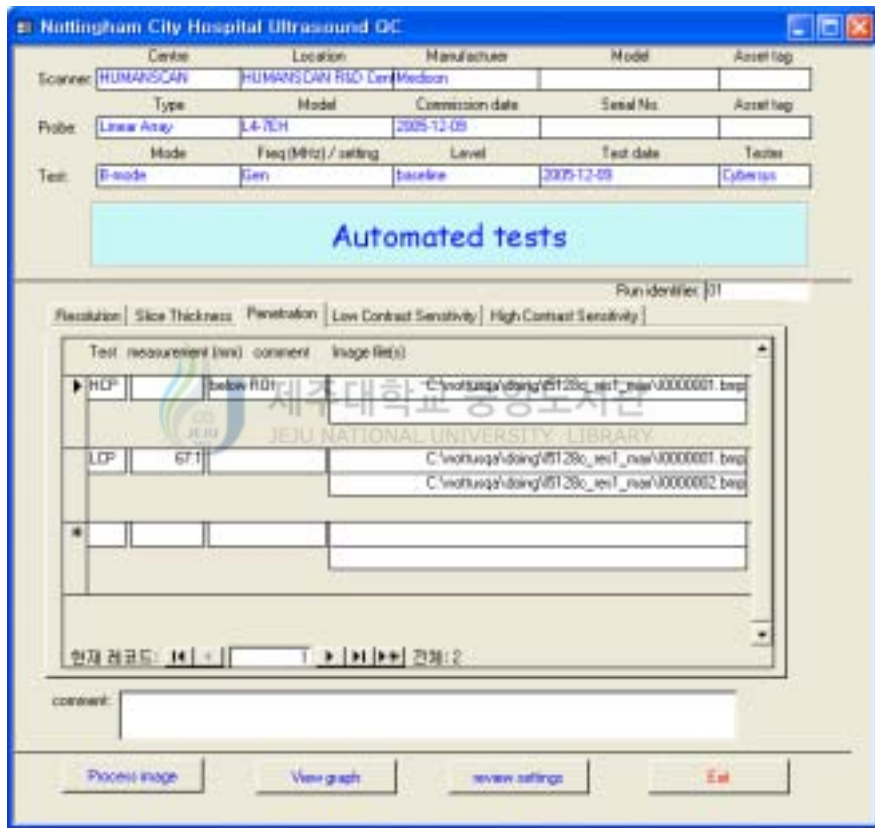 Nottingham City Hospital Ultrasound QC
Centre Location Manufacturer Model Asset tag
Scanner: HUMANSCAN HUMANSCAN R&D Cen Medison
Type Model Commission date Serial No. Asset tag
Probe: Linear Array L4-7EH 2005-12-09
Mode Freq (MHz) / setting Level Test date Tester
Test: B-mode Gen baseline 2005-12-09 Cybersys
Automated tests
Run identifier: 01
Resolution Slice Thickness Penetration Low Contrast Sensitivity High Contrast Sensitivity
Test measurement (mm) comment Image file(s)
HCP below ROI
제주대학교 중앙도서관
JEJU NATIONAL UNIVERSITY LIBRARY
JEJU
LCP 67.1
현재 레코드: 1 전체: 2
comment:
Process image View graph review settings Exit